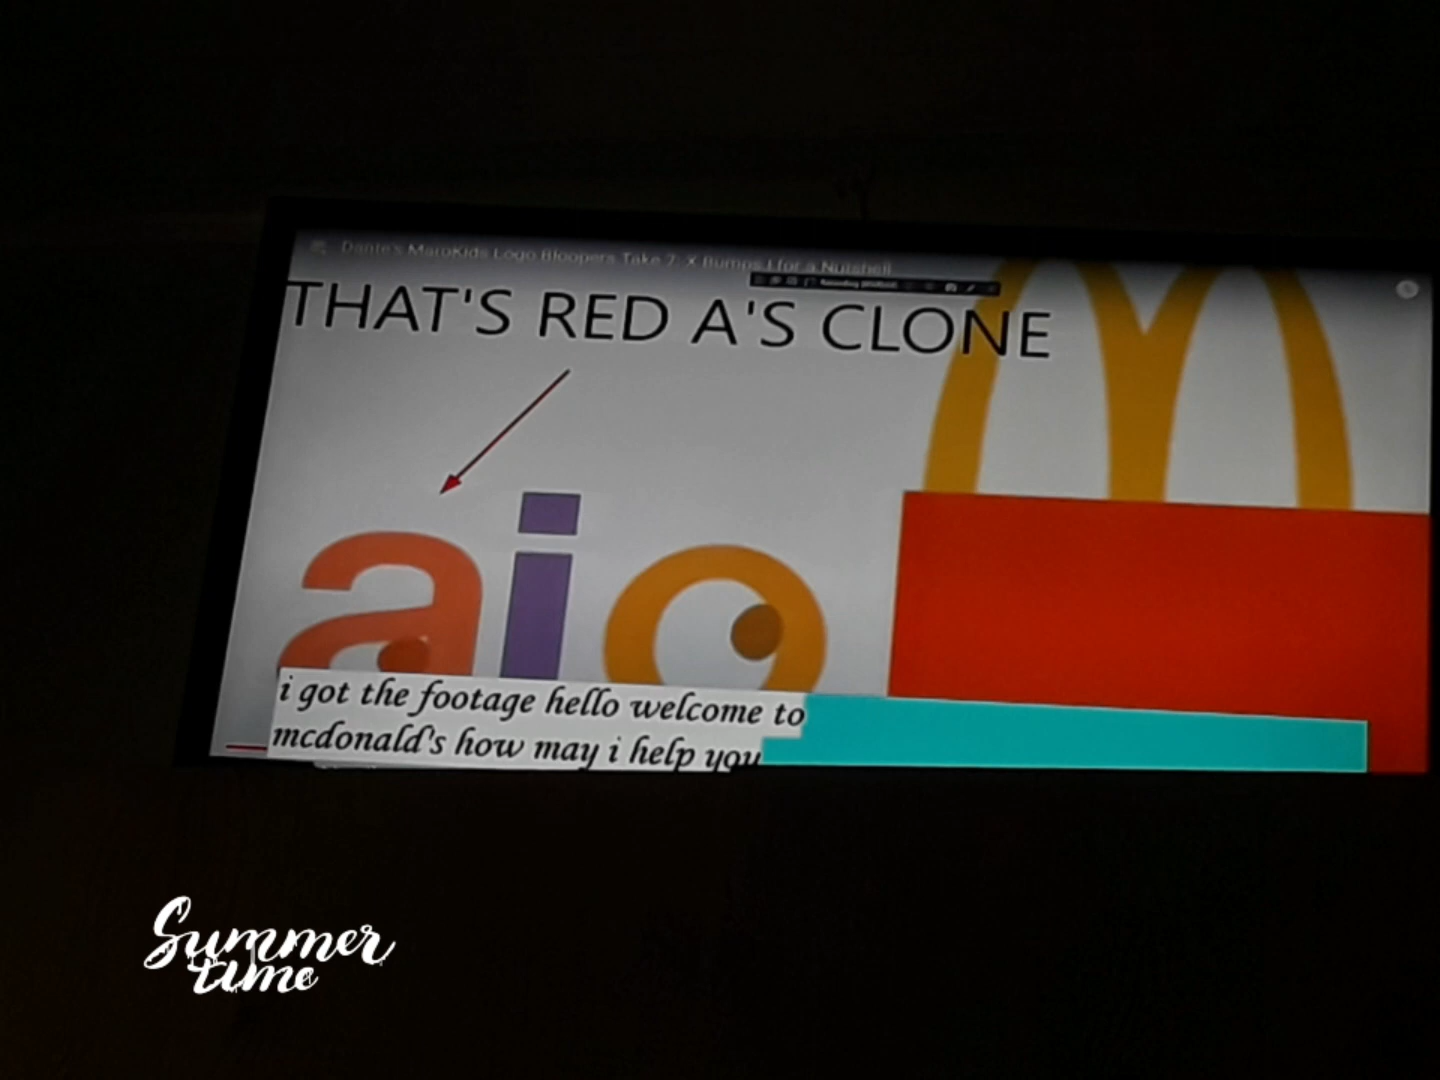 Dante's MaroKids Logo Bloopers Take 7: X Bumps I for a Nutshell
THAT'S RED A'S CLONE
aio
i got the footage hello welcome to
mcdonald's how may i help you
Summer
time